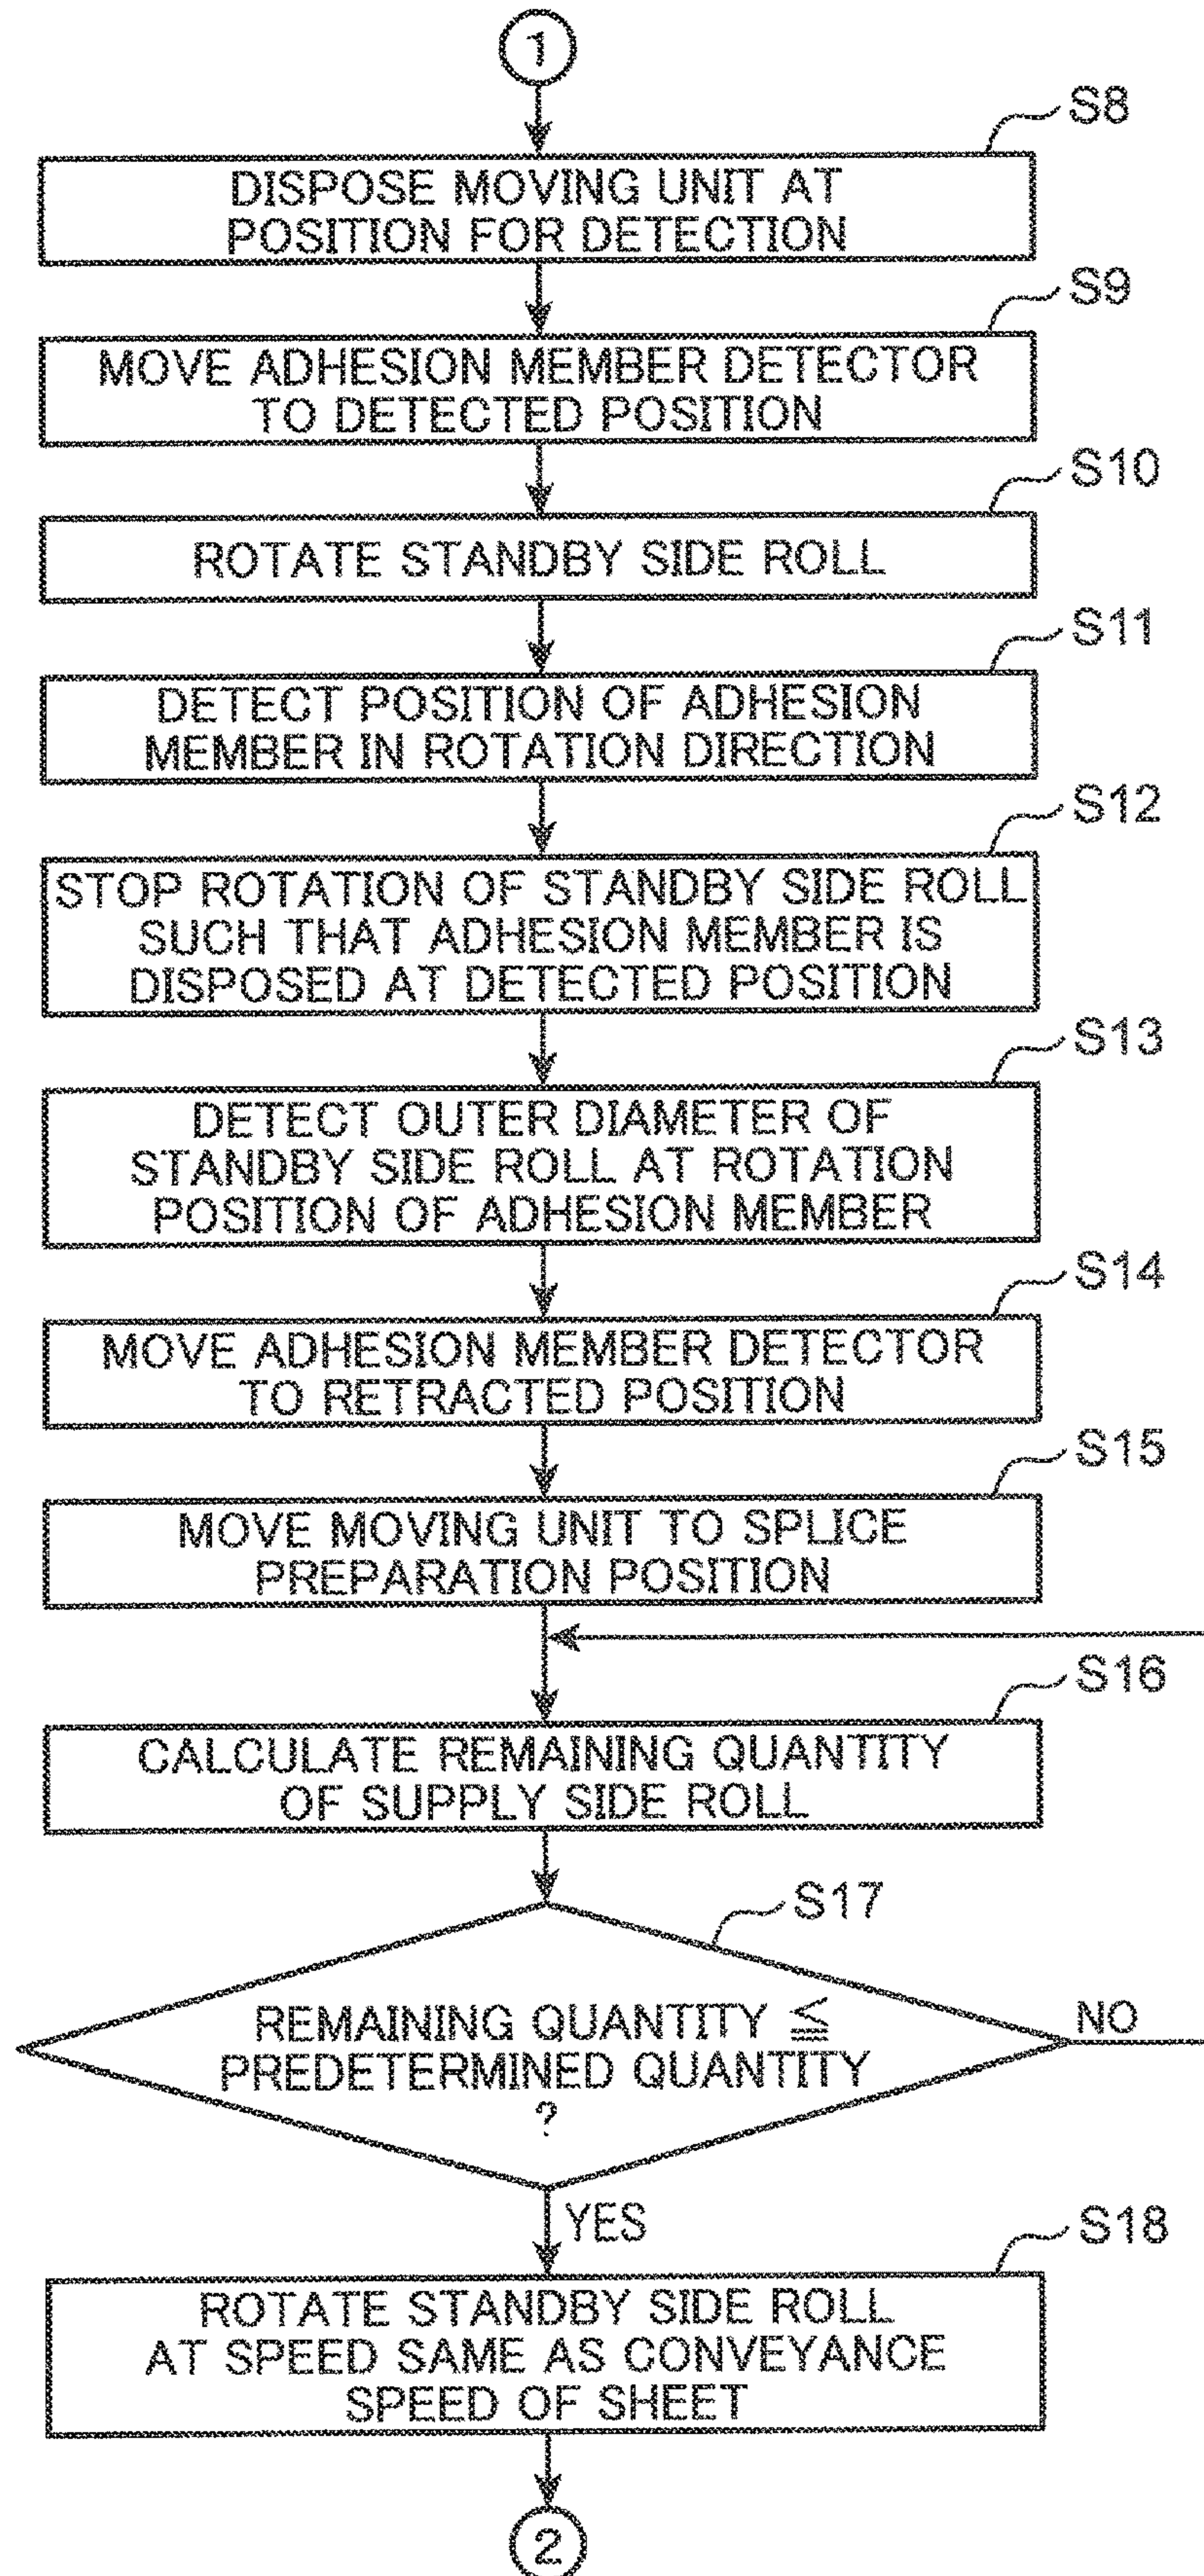 1
S8
DISPOSE MOVING UNIT AT
POSITION FOR DETECTION
S9
MOVE ADHESION MEMBER DETECTOR
TO DETECTED POSITION
S10
ROTATE STANDBY SIDE ROLL
S11
DETECT POSITION OF ADHESION
MEMBER IN ROTATION DIRECTION
S12
STOP ROTATION OF STANDBY SIDE ROLL
SUCH THAT ADHESION MEMBER IS
DISPOSED AT DETECTED POSITION
S13
DETECT OUTER DIAMETER OF
STANDBY SIDE ROLL AT ROTATION
POSITION OF ADHESION MEMBER
S14
MOVE ADHESION MEMBER DETECTOR
TO RETRACTED POSITION
S15
MOVE MOVING UNIT TO SPLICE
PREPARATION POSITION
S16
CALCULATE REMAINING QUANTITY
OF SUPPLY SIDE ROLL
S17
REMAINING QUANTITY ≦
PREDETERMINED QUANTITY
?
NO
YES
S18
ROTATE STANDBY SIDE ROLL
AT SPEED SAME AS CONVEYANCE
SPEED OF SHEET
2